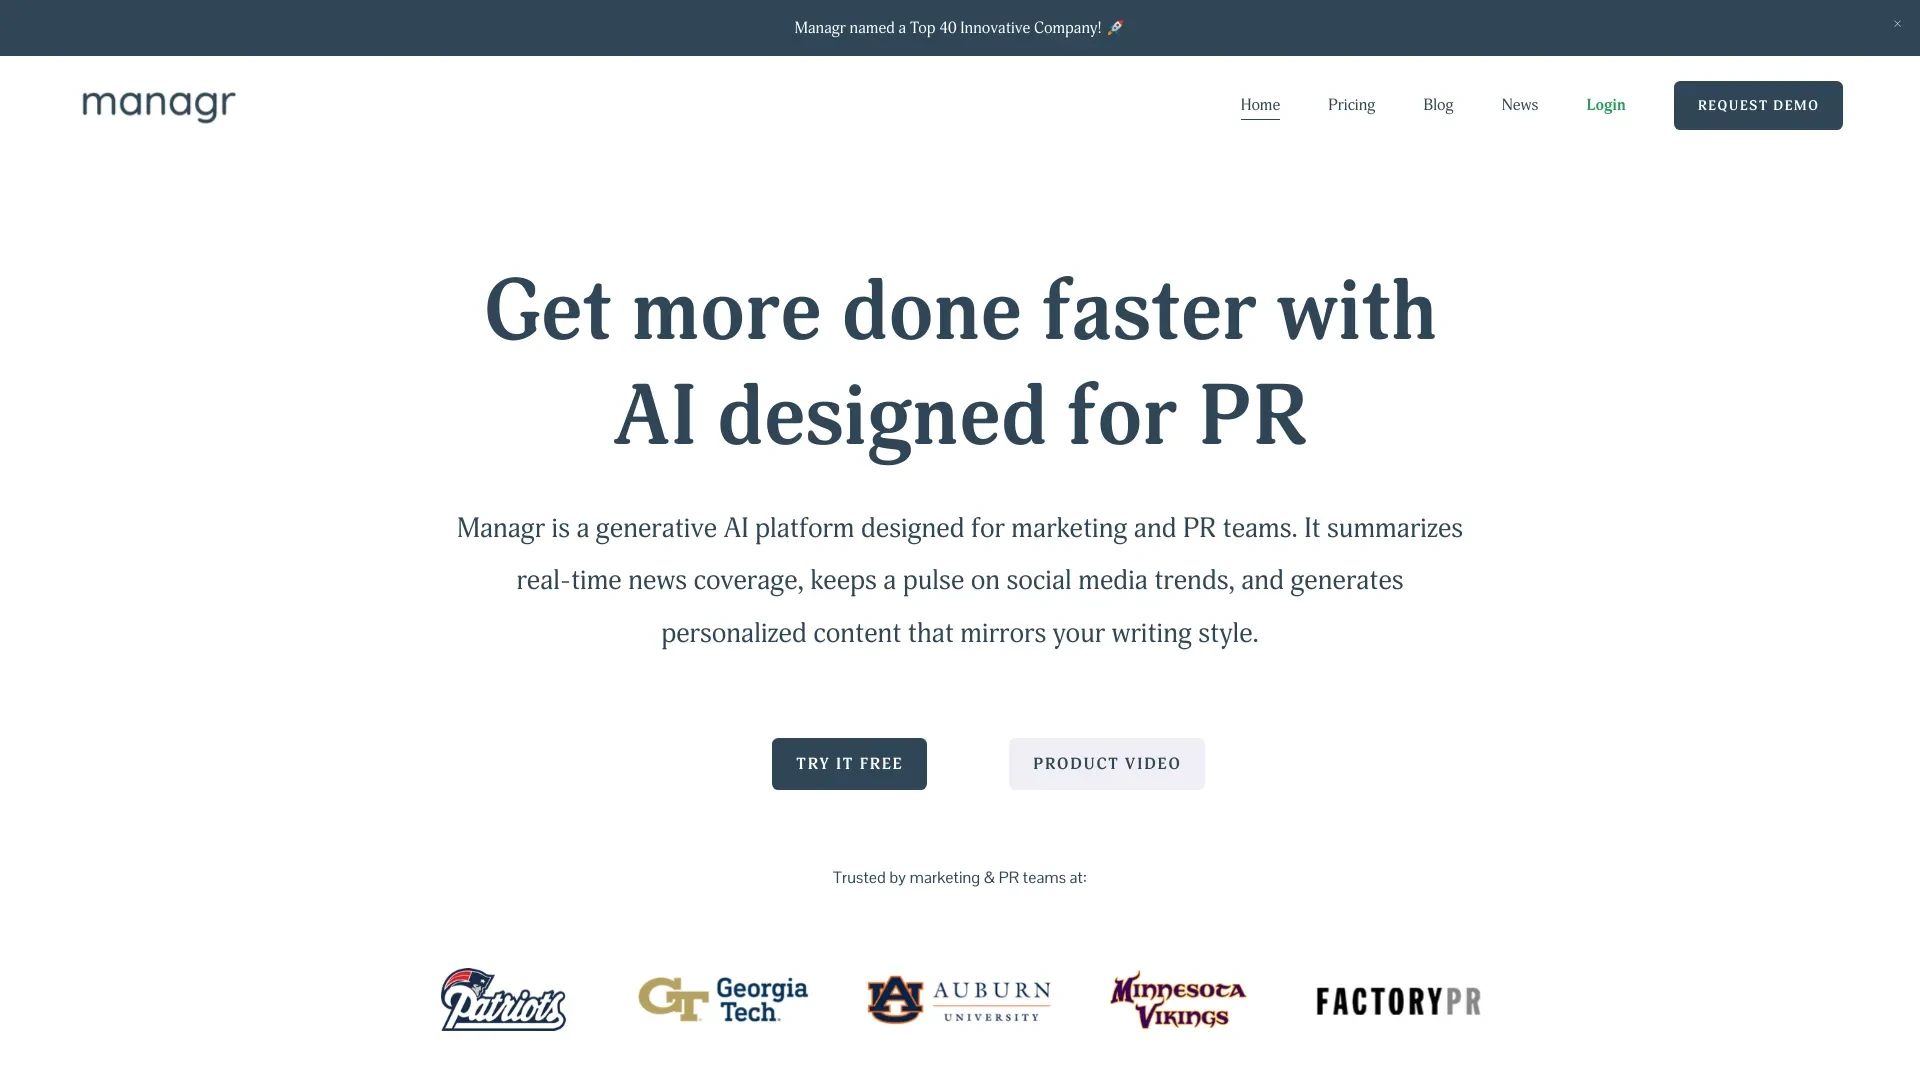 Managr named a Top 40 Innovative Company! 🚀
managr
Home
Pricing
Blog
News
Login
REQUEST DEMO
Get more done faster with
AI designed for PR
Managr is a generative AI platform designed for marketing and PR teams. It summarizes
real-time news coverage, keeps a pulse on social media trends, and generates
personalized content that mirrors your writing style.
TRY IT FREE
PRODUCT VIDEO
Trusted by marketing & PR teams at:
Patriots
GT Georgia
Tech
AU AUBURN
UNIVERSITY
MINNESOTA
VIKINGS
FACTORYPR